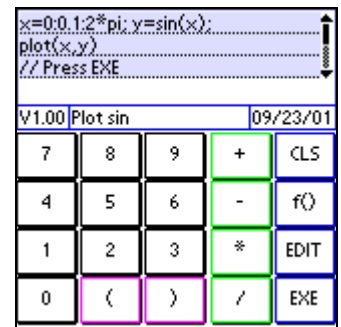 x=0:0.1:2*pi; y=sin(x);
plot(x,y)
// Press EXE
V1.00 Plot sin 09/23/01
7 8 9 + CLS
4 5 6 - f()
1 2 3 * EDIT
0 ( ) / EXE